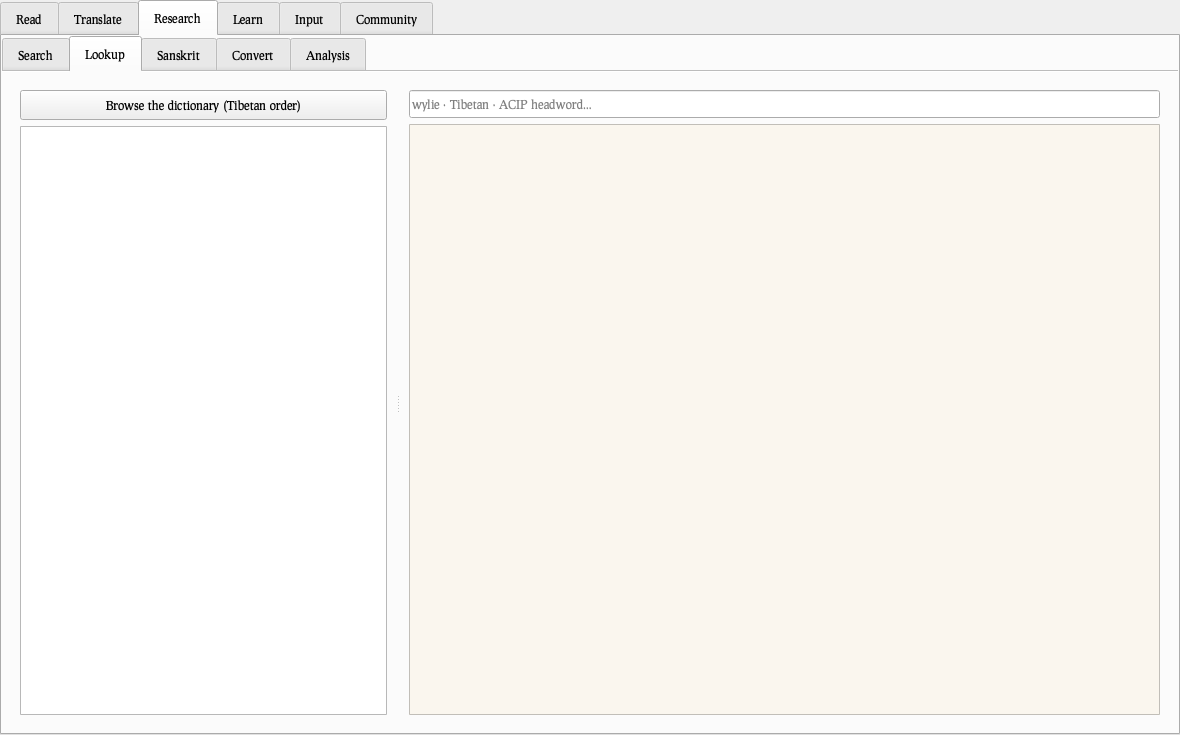 Read Translate Research Learn Input Community
Search Lookup Sanskrit Convert Analysis
Browse the dictionary (Tibetan order)
wylie · Tibetan · ACIP headword...